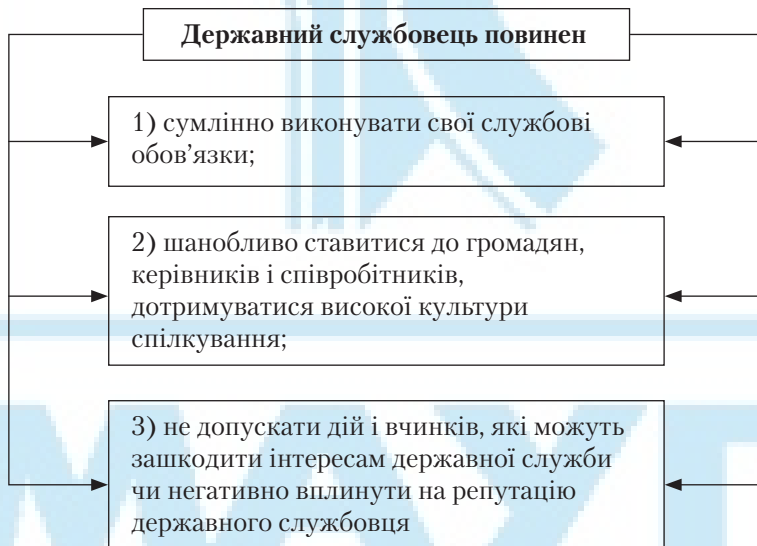 Державний службовець повинен
1) сумлінно виконувати свої службові
обов’язки;
2) шанобливо ставитися до громадян,
керівників і співробітників,
дотримуватися високої культури
спілкування;
3) не допускати дій і вчинків, які можуть
зашкодити інтересам державної служби
чи негативно вплинути на репутацію
державного службовця